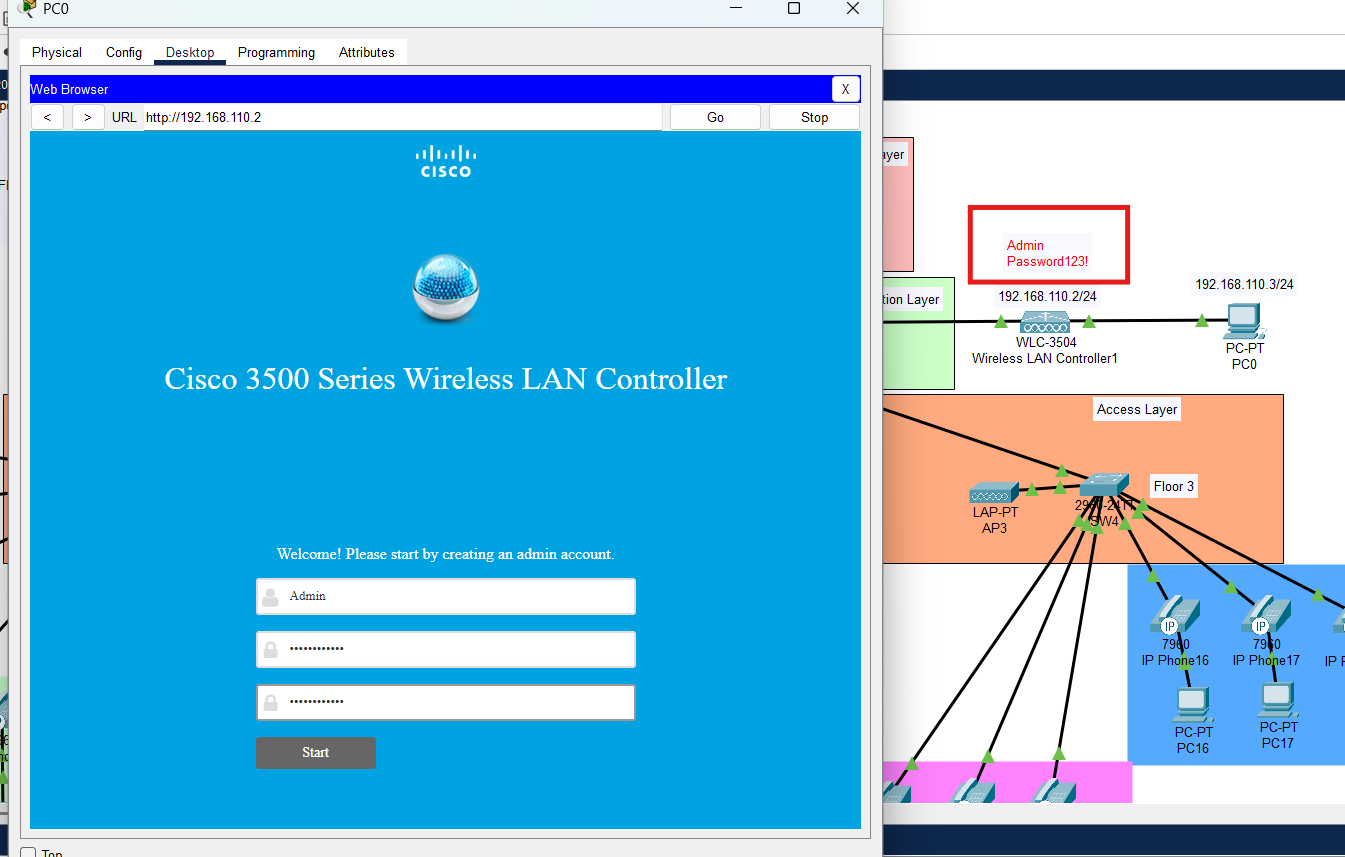 PC0
Physical Config Desktop Programming Attributes
Web Browser X
< > URL http://192.168.110.2 Go Stop
CISCO
Cisco 3500 Series Wireless LAN Controller
Welcome! Please start by creating an admin account.
Admin
••••••••••••
••••••••••••
Start
Top
Admin
Password123!
192.168.110.2/24
WLC-3504
Wireless LAN Controller1
192.168.110.3/24
PC-PT
PC0
tion Layer
Access Layer
Floor 3
LAP-PT
AP3
SW4
IP
7960
IP Phone16
IP
7960
IP Phone17
PC-PT
PC16
PC-PT
PC17